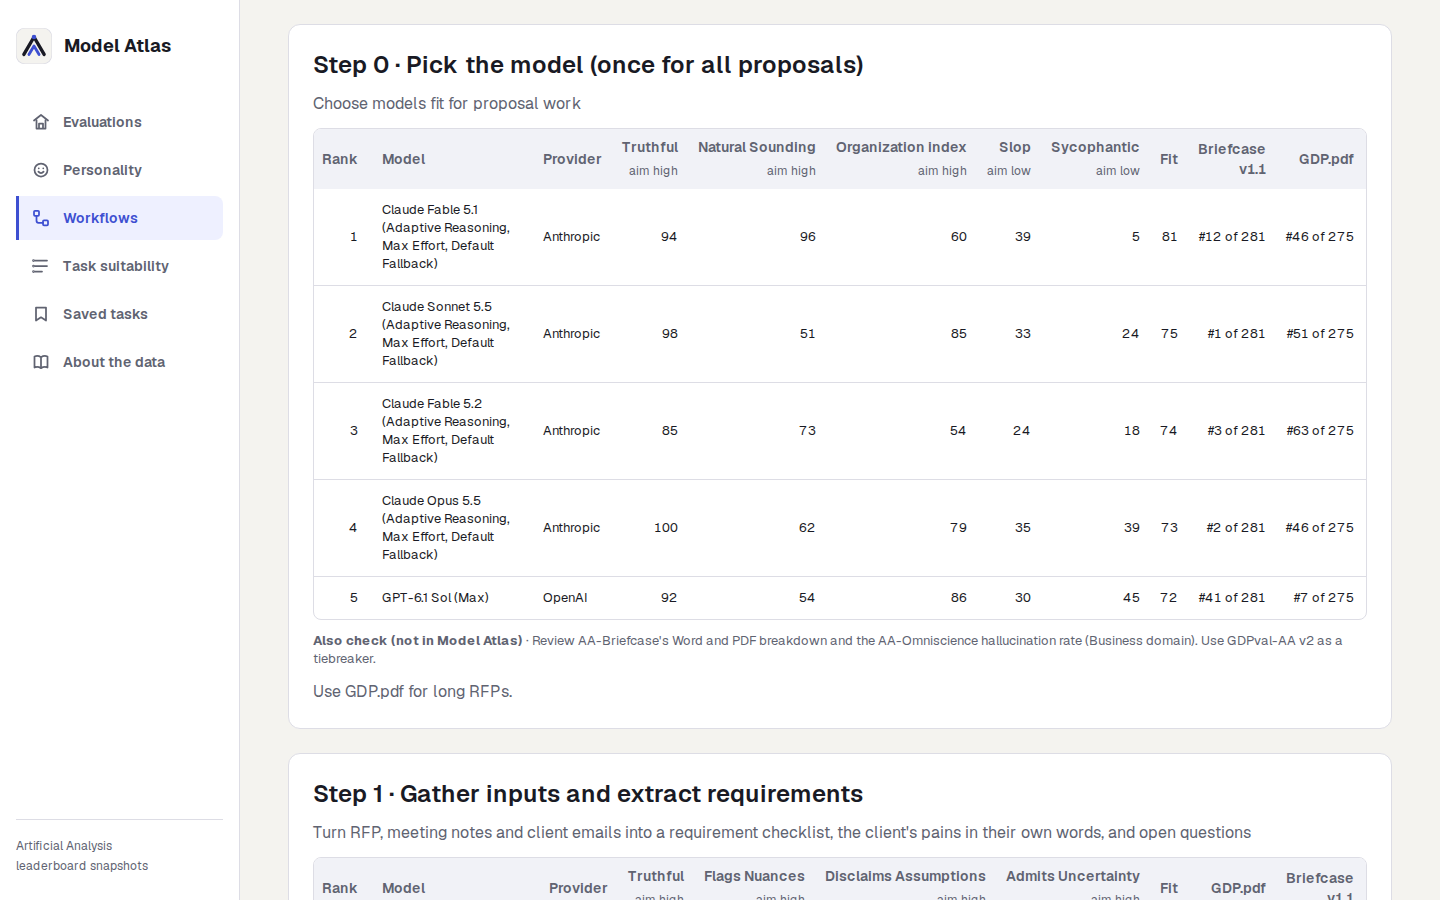 Model Atlas
Evaluations
Personality
Workflows
Task suitability
Saved tasks
About the data
Artificial Analysis
leaderboard snapshots
Step 0 · Pick the model (once for all proposals)
Choose models fit for proposal work
Rank Model Provider Truthful aim high Natural Sounding aim high Organization index aim high Slop aim low Sycophantic aim low Fit Briefcase v1.1 GDP.pdf
1 Claude Fable 5.1 (Adaptive Reasoning, Max Effort, Default Fallback) Anthropic 94 96 60 39 5 81 #12 of 281 #46 of 275
2 Claude Sonnet 5.5 (Adaptive Reasoning, Max Effort, Default Fallback) Anthropic 98 51 85 33 24 75 #1 of 281 #51 of 275
3 Claude Fable 5.2 (Adaptive Reasoning, Max Effort, Default Fallback) Anthropic 85 73 54 24 18 74 #3 of 281 #63 of 275
4 Claude Opus 5.5 (Adaptive Reasoning, Max Effort, Default Fallback) Anthropic 100 62 79 35 39 73 #2 of 281 #46 of 275
5 GPT-6.1 Sol (Max) OpenAI 92 54 86 30 45 72 #41 of 281 #7 of 275
Also check (not in Model Atlas) · Review AA-Briefcase's Word and PDF breakdown and the AA-Omniscience hallucination rate (Business domain). Use GDPval-AA v2 as a
tiebreaker.
Use GDP.pdf for long RFPs.
Step 1 · Gather inputs and extract requirements
Turn RFP, meeting notes and client emails into a requirement checklist, the client's pains in their own words, and open questions
Rank Model Provider Truthful aim high Flags Nuances aim high Disclaims Assumptions aim high Admits Uncertainty aim high Fit GDP.pdf Briefcase v1.1